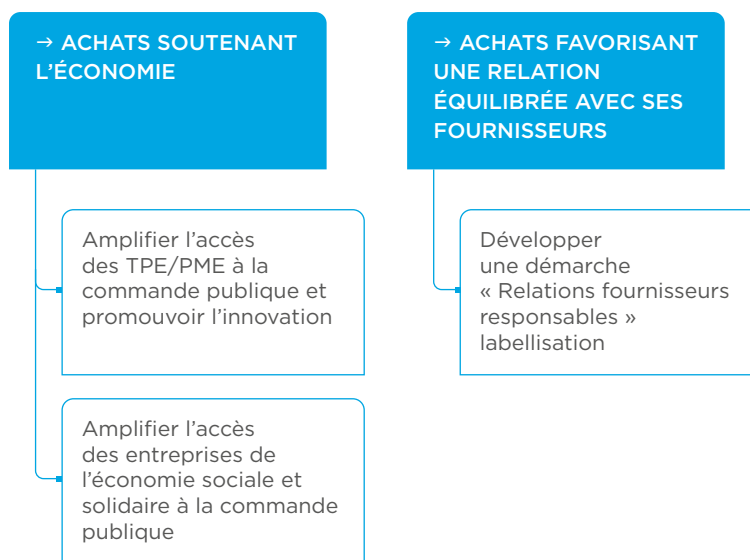 → ACHATS SOUTENANT
L’ÉCONOMIE
Amplifier l’accès
des TPE/PME à la
commande publique et
promouvoir l’innovation
Amplifier l’accès
des entreprises de
l’économie sociale et
solidaire à la commande
publique
→ ACHATS FAVORISANT
UNE RELATION
ÉQUILIBRÉE AVEC SES
FOURNISSEURS
Développer
une démarche
« Relations fournisseurs
responsables »
labellisation